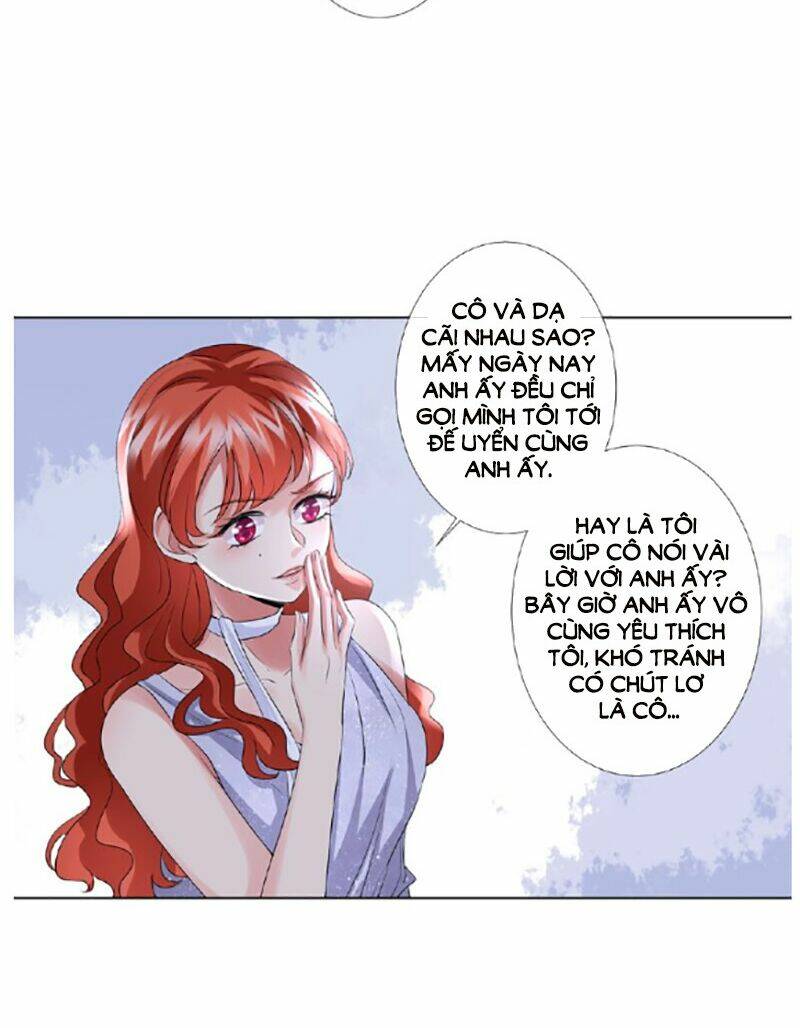 CÔ VÀ DẠ
CÃI NHAU SAO?
MẤY NGÀY NAY
ANH ẤY ĐỀU CHỈ
GỌI MÌNH TÔI TỚI
ĐẾ UYỂN CÙNG
ANH ẤY.
HAY LÀ TÔI
GIÚP CÔ NÓI VÀI
LỜI VỚI ANH ẤY?
BÂY GIỜ ANH ẤY VÔ
CÙNG YÊU THÍCH
TÔI, KHÓ TRÁNH
CÓ CHÚT LƠ
LÀ CÔ...